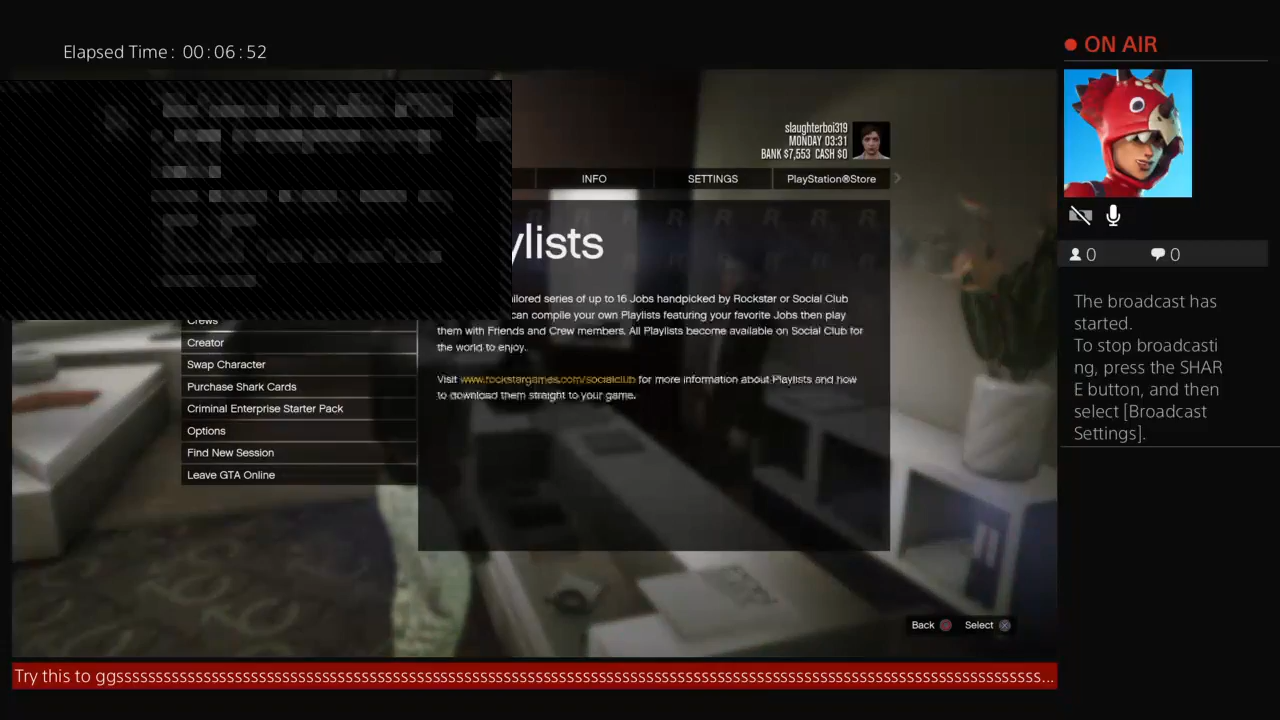 Elapsed Time: 00:06:52
ON AIR
slaughterboi319
MONDAY 03:31
BANK $7,553 CASH $0
INFO
SETTINGS
PlayStation®Store
ylists
ilored series of up to 16 Jobs handpicked by Rockstar or Social Club
can compile your own Playlists featuring your favorite Jobs then play
them with Friends and Crew members. All Playlists become available on Social Club for
the world to enjoy.
Visit www.rockstargames.com/socialclub for more information about Playlists and how
to download them straight to your game.
Crews
Creator
Swap Character
Purchase Shark Cards
Criminal Enterprise Starter Pack
Options
Find New Session
Leave GTA Online
Back
Select
0
0
The broadcast has
started.
To stop broadcasti
ng, press the SHAR
E button, and then
select [Broadcast
Settings].
Try this to ggsssssssssssssssssssssssssssssssssssssssssssssssssssssssssssssssssssssssssssssssssssssssssssssssssssssssssssssssssssss...